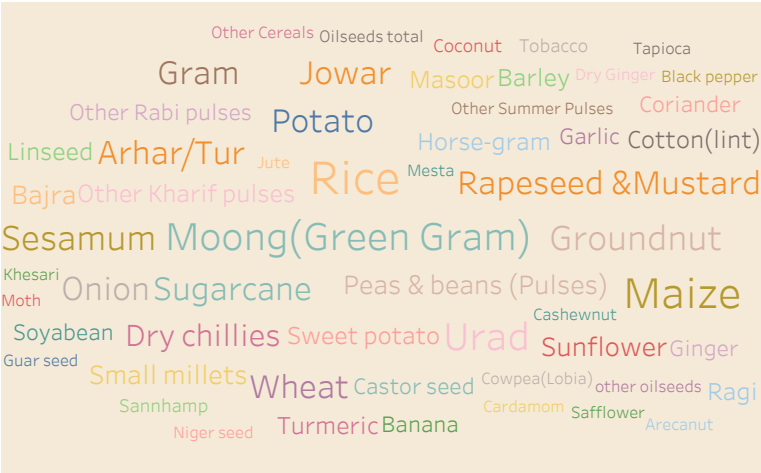 Other Cereals
Oilseeds total
Coconut
Tobacco
Tapioca
Gram
Jowar
Masoor
Barley
Dry Ginger
Black pepper
Other Rabi pulses
Potato
Other Summer Pulses
Coriander
Linseed
Arhar/Tur
Jute
Horse-gram
Garlic
Cotton(lint)
Bajra
Other Kharif pulses
Rice
Mesta
Rapeseed &Mustard
Sesamum
Moong(Green Gram)
Groundnut
Khesari
Moth
Onion
Sugarcane
Peas & beans (Pulses)
Maize
Soyabean
Dry chillies
Sweet potato
Urad
Cashewnut
Sunflower
Ginger
Guar seed
Small millets
Wheat
Castor seed
Cowpea(Lobia)
other oilseeds
Ragi
Sannhamp
Cardamom
Safflower
Niger seed
Turmeric
Banana
Arecanut